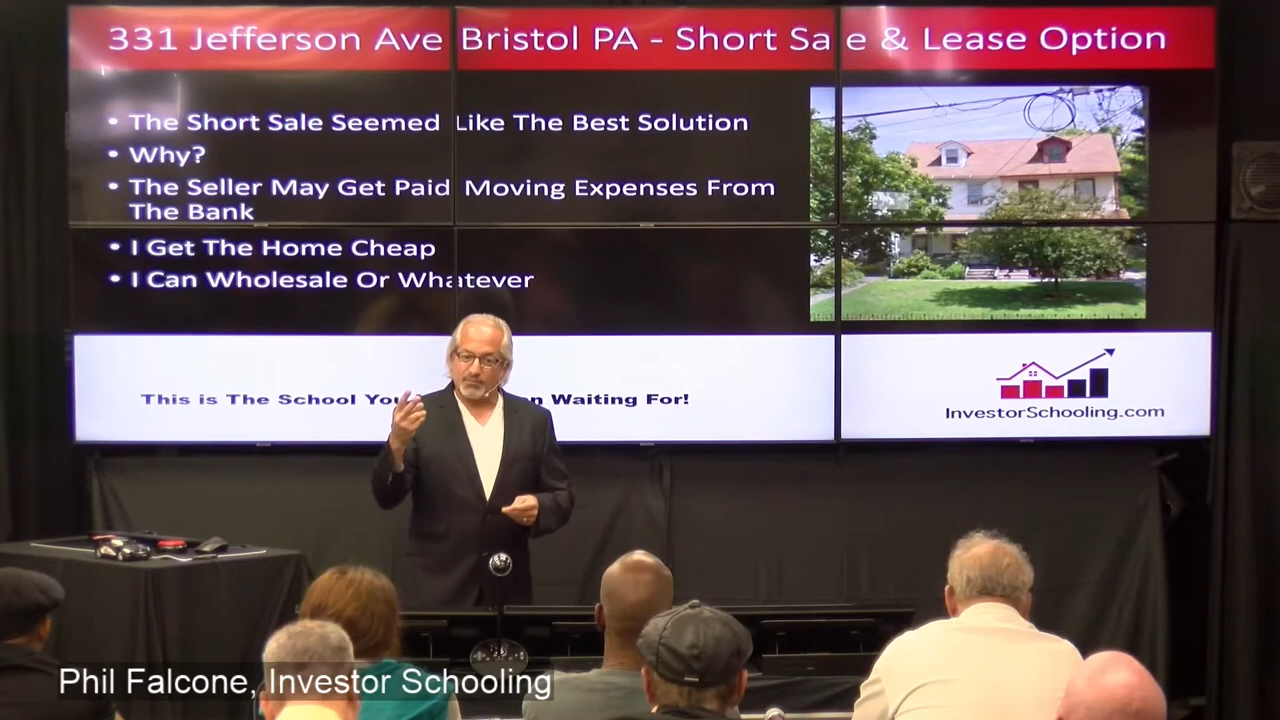 331 Jefferson Ave Bristol PA - Short Sale & Lease Option
• The Short Sale Seemed Like The Best Solution
• Why?
• The Seller May Get Paid Moving Expenses From
The Bank
• I Get The Home Cheap
• I Can Wholesale Or Whatever
This is The School You n Waiting For!
InvestorSchooling.com
Phil Falcone, Investor Schooling